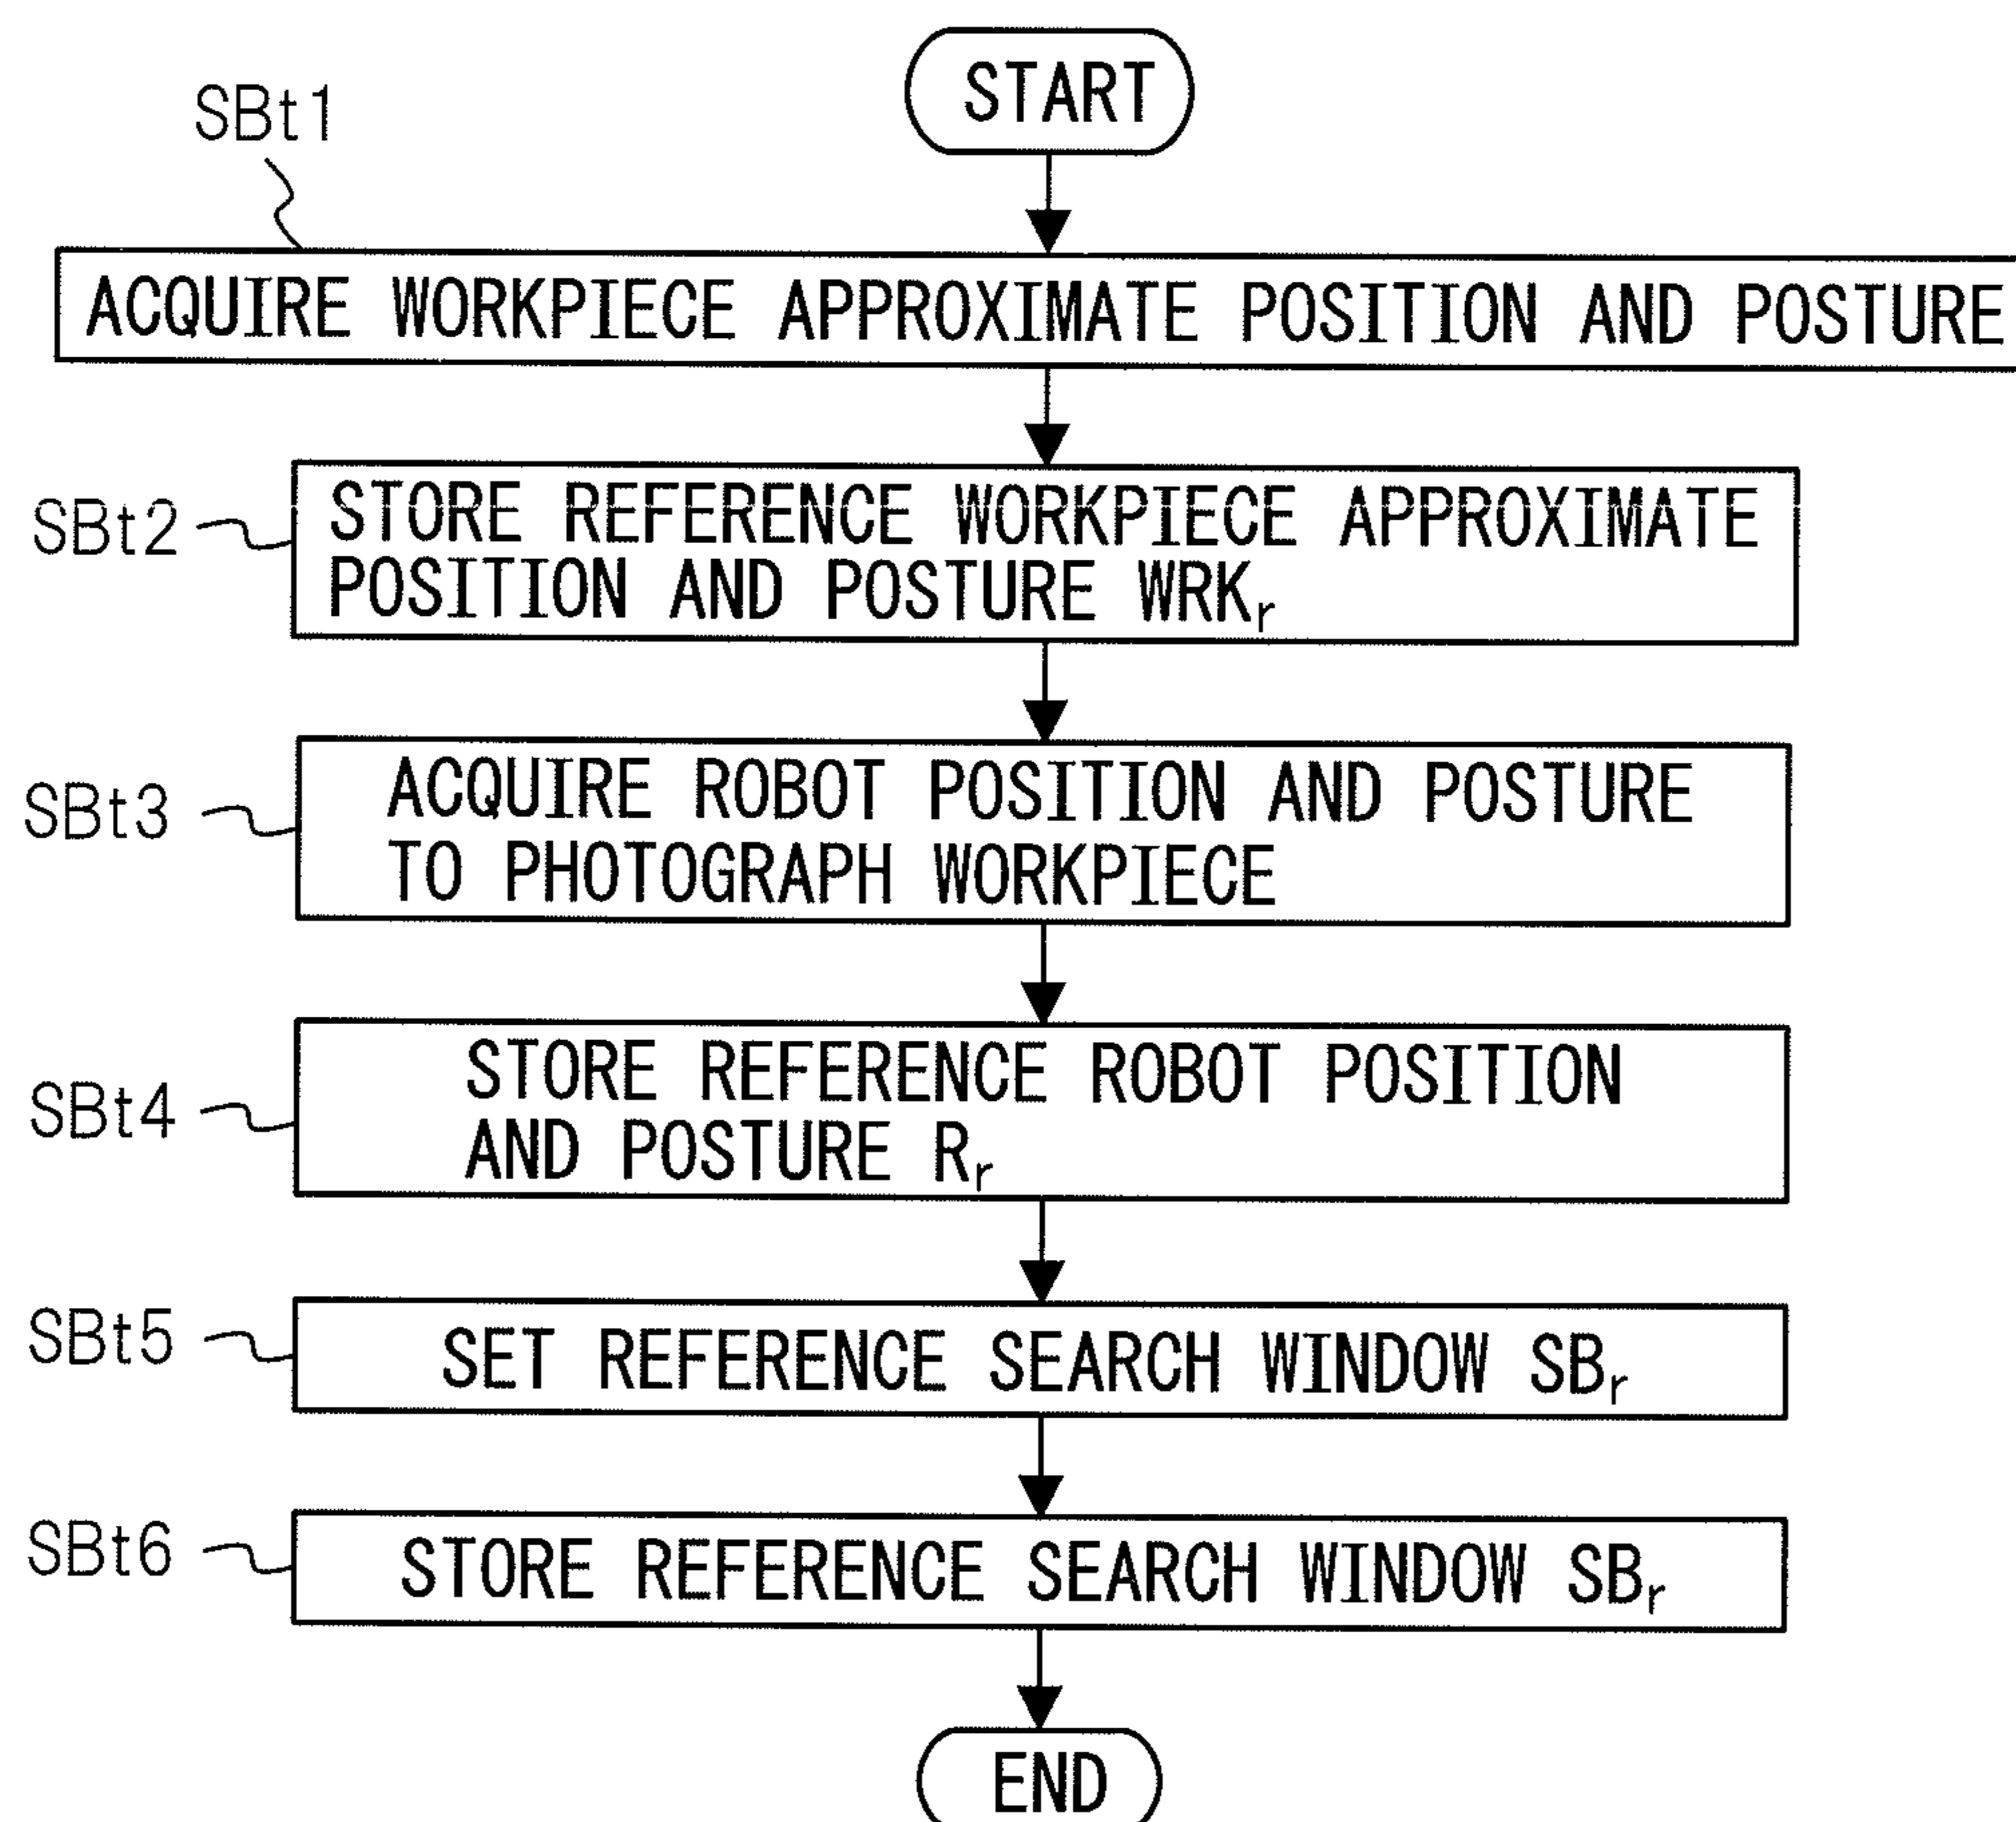 START
SBt1
ACQUIRE WORKPIECE APPROXIMATE POSITION AND POSTURE
SBt2
STORE REFERENCE WORKPIECE APPROXIMATE
POSITION AND POSTURE WRKr
SBt3
ACQUIRE ROBOT POSITION AND POSTURE
TO PHOTOGRAPH WORKPIECE
SBt4
STORE REFERENCE ROBOT POSITION
AND POSTURE Rr
SBt5
SET REFERENCE SEARCH WINDOW SBr
SBt6
STORE REFERENCE SEARCH WINDOW SBr
END